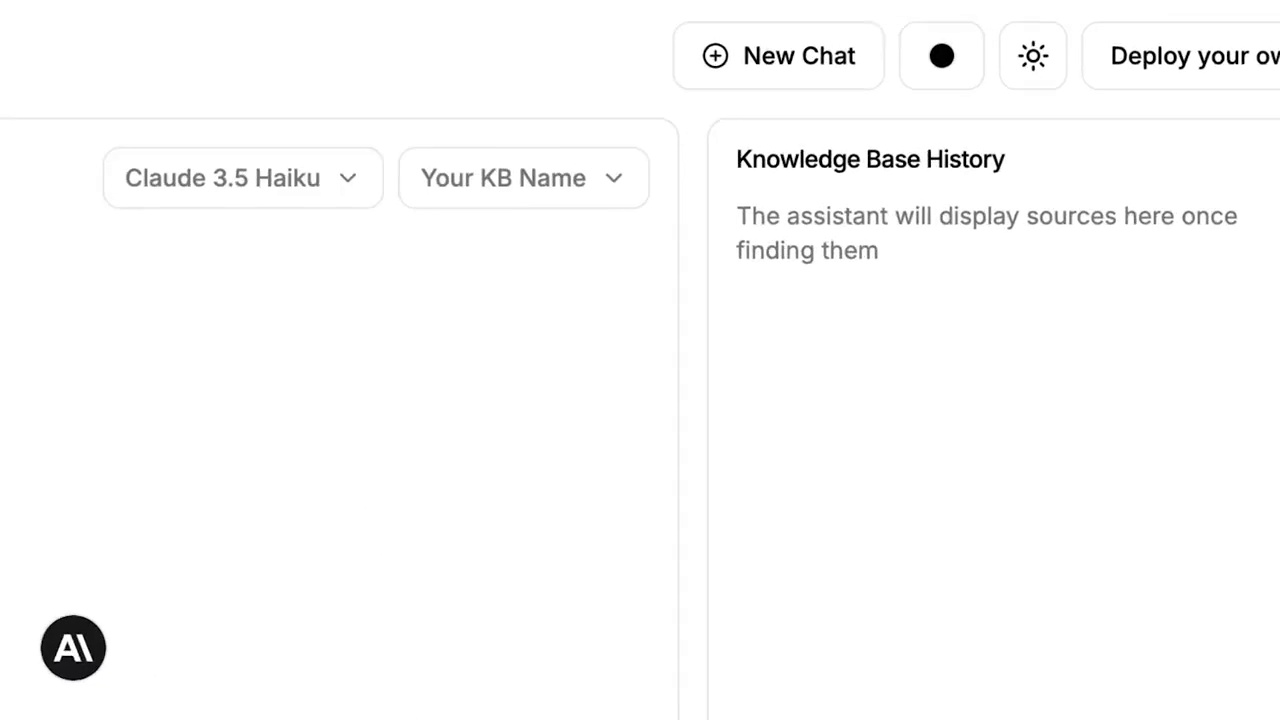 New Chat
Deploy your ow
Claude 3.5 Haiku
Your KB Name
Knowledge Base History
The assistant will display sources here once
finding them
A\